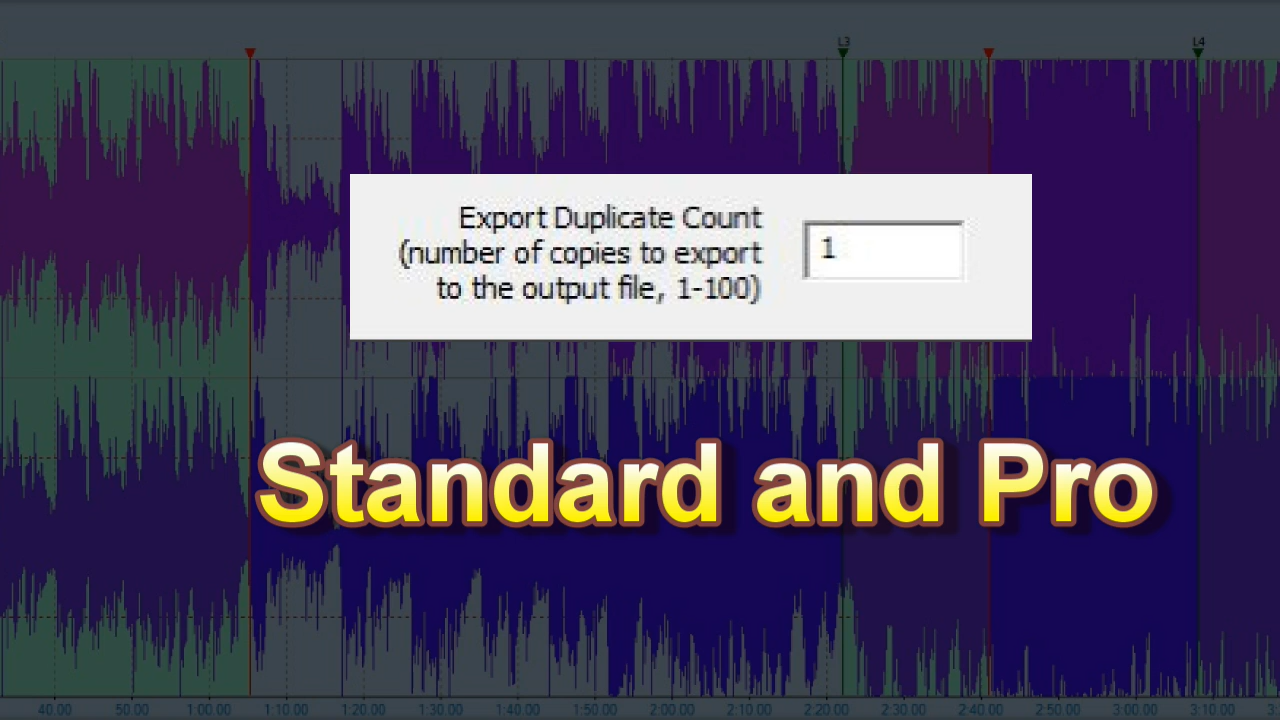 L3
L4
Export Duplicate Count
(number of copies to export
to the output file, 1-100)
1
Standard and Pro
40.00 50.00 1:00.00 1:10.00 1:20.00 1:30.00 1:40.00 1:50.00 2:00.00 2:10.00 2:20.00 2:30.00 2:40.00 2:50.00 3:00.00 3:10.00